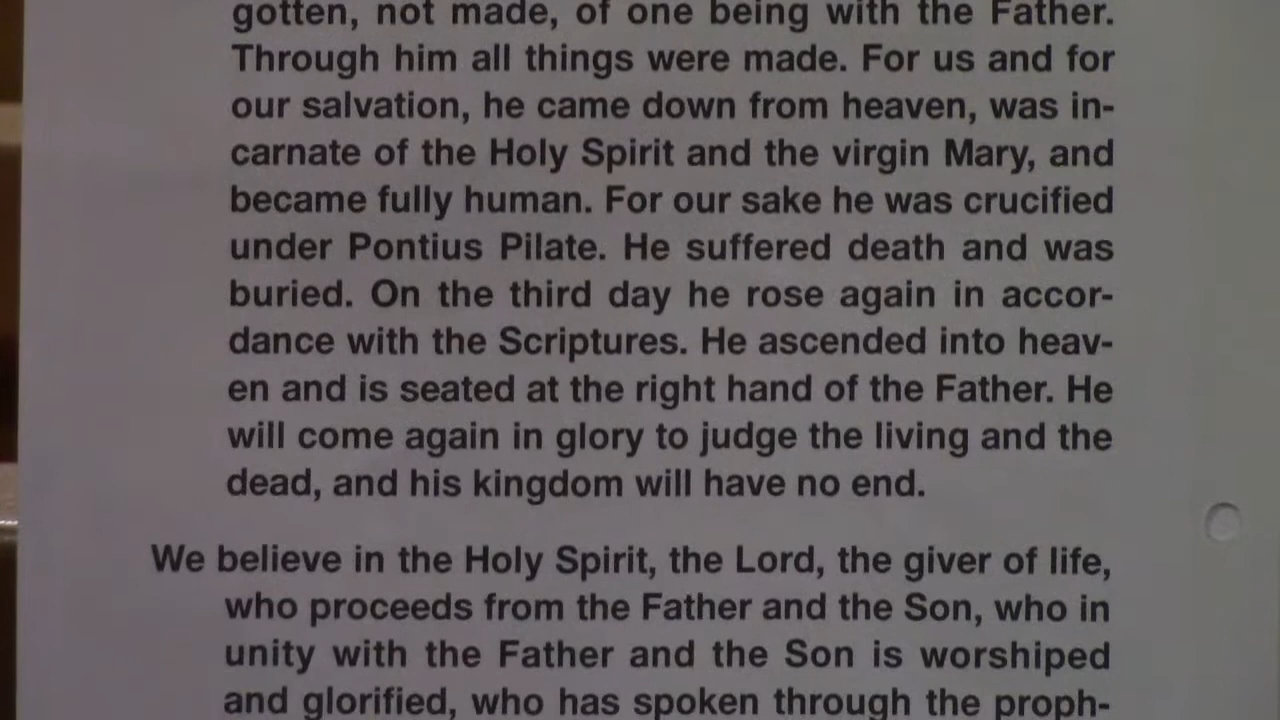 gotten, not made, of one being with the Father.
Through him all things were made. For us and for
our salvation, he came down from heaven, was in-
carnate of the Holy Spirit and the virgin Mary, and
became fully human. For our sake he was crucified
under Pontius Pilate. He suffered death and was
buried. On the third day he rose again in accor-
dance with the Scriptures. He ascended into heav-
en and is seated at the right hand of the Father. He
will come again in glory to judge the living and the
dead, and his kingdom will have no end.
We believe in the Holy Spirit, the Lord, the giver of life,
who proceeds from the Father and the Son, who in
unity with the Father and the Son is worshiped
and glorified, who has spoken through the proph-